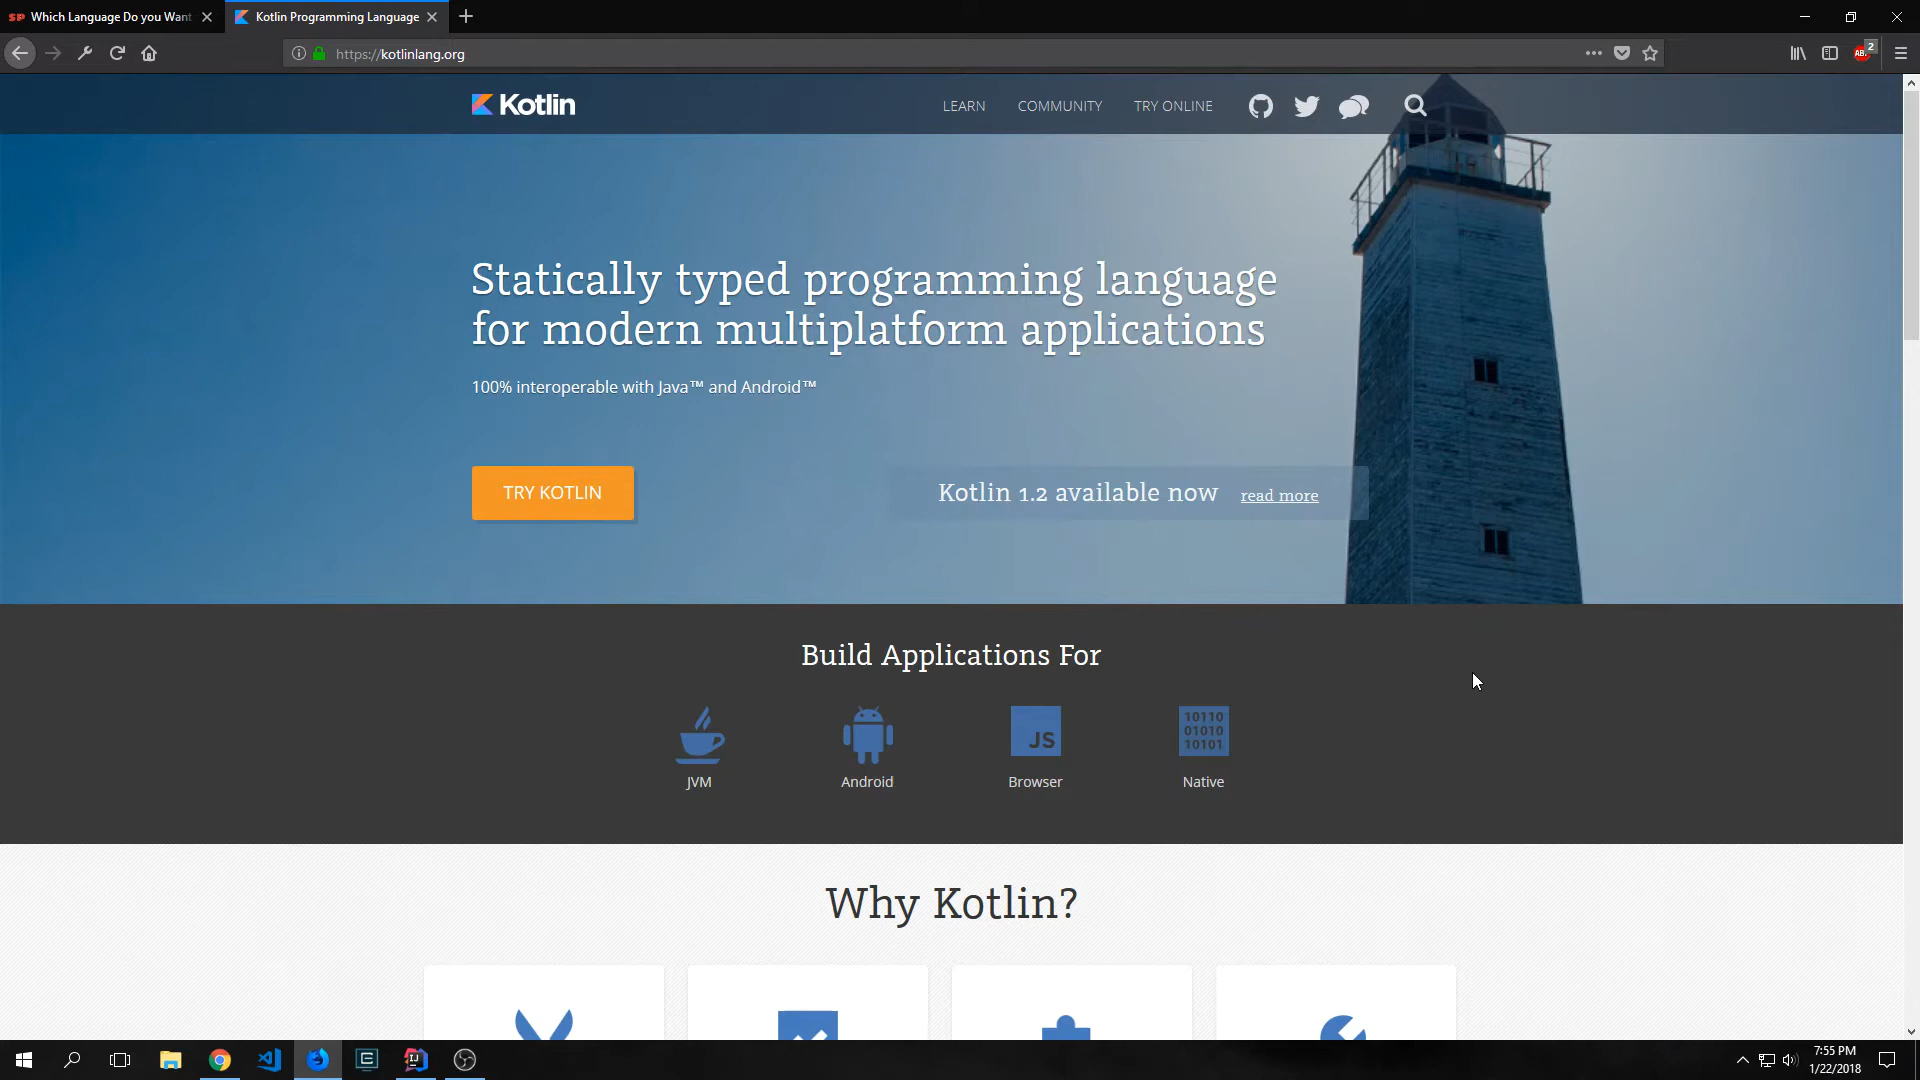 SP Which Language Do you Want
Kotlin Programming Language
https://kotlinlang.org
2
Kotlin
LEARN
COMMUNITY
TRY ONLINE
Statically typed programming language
for modern multiplatform applications
100% interoperable with Java™ and Android™
TRY KOTLIN
Kotlin 1.2 available now read more
Build Applications For
JS
10110
01010
10101
JVM
Android
Browser
Native
Why Kotlin?
7:55 PM
1/22/2018